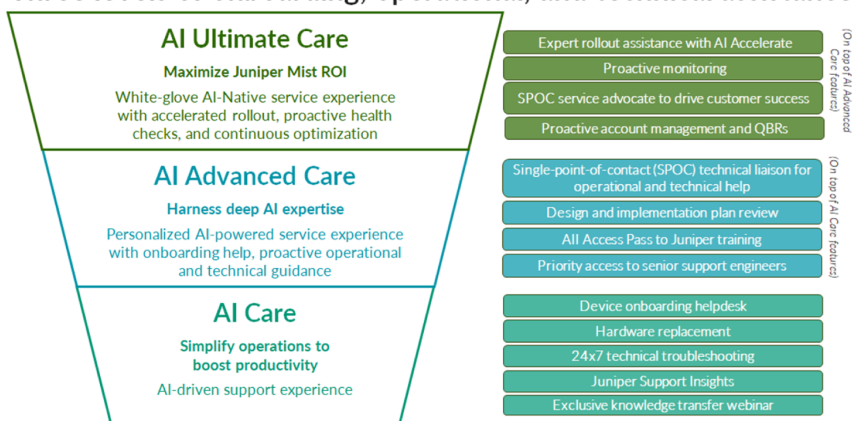 AI Ultimate Care
Maximize Juniper Mist ROI
White-glove AI-Native service experience
with accelerated rollout, proactive health
checks, and continuous optimization
Expert rollout assistance with AI Accelerate
Proactive monitoring
SPOC service advocate to drive customer success
Proactive account management and QBRs
(On top of AI Advanced
Care features)
AI Advanced Care
Harness deep AI expertise
Personalized AI-powered service experience
with onboarding help, proactive operational
and technical guidance
Single-point-of-contact (SPOC) technical liaison for
operational and technical help
Design and implementation plan review
All Access Pass to Juniper training
Priority access to senior support engineers
(On top of AI Care features)
AI Care
Simplify operations to
boost productivity
AI-driven support experience
Device onboarding helpdesk
Hardware replacement
24x7 technical troubleshooting
Juniper Support Insights
Exclusive knowledge transfer webinar